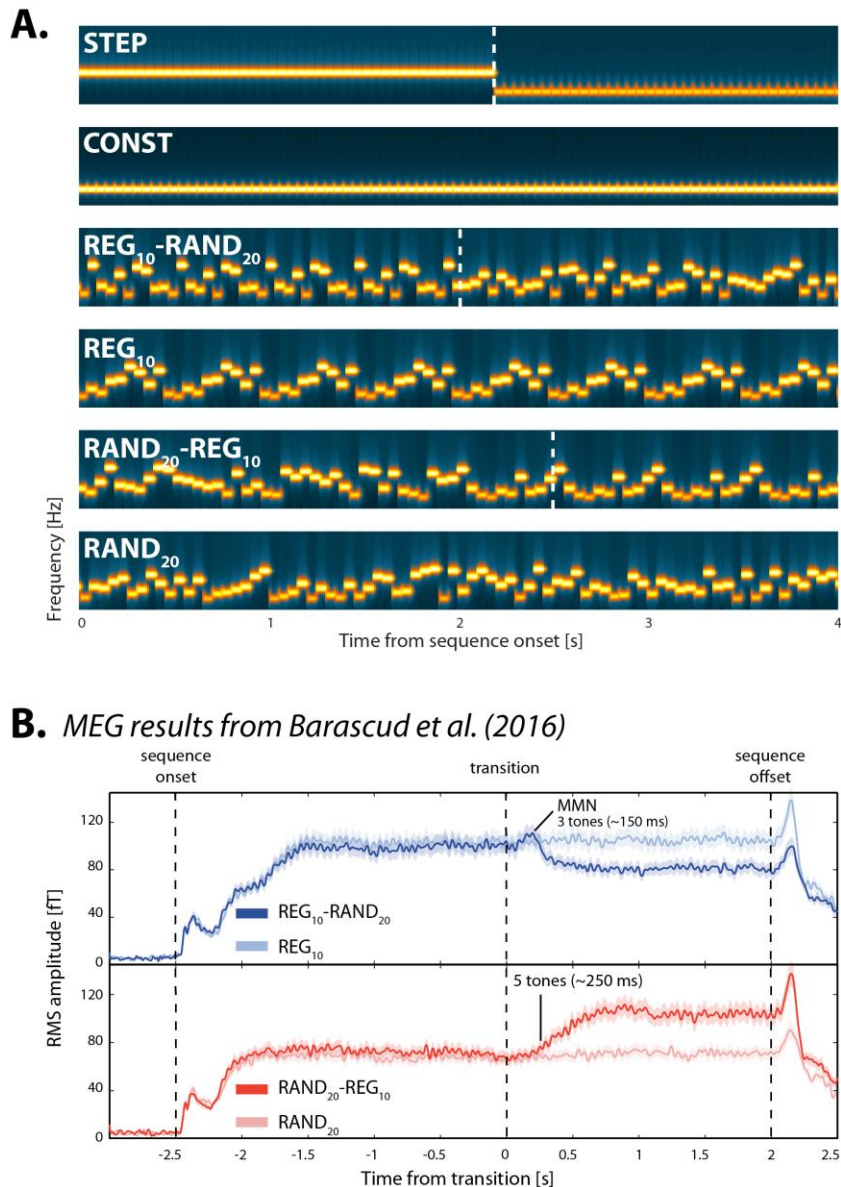 A.
STEP
CONST
REG₁₀-RAND₂₀
REG₁₀
RAND₂₀-REG₁₀
RAND₂₀
Frequency [Hz]
0 1 2 3 4
Time from sequence onset [s]
B. MEG results from Barascud et al. (2016)
sequence onset
transition
sequence offset
MMN
3 tones (~150 ms)
120
80
40
0
REG₁₀-RAND₂₀
REG₁₀
RMS amplitude [fT]
5 tones (~250 ms)
120
80
40
0
RAND₂₀-REG₁₀
RAND₂₀
-2.5 -2 -1.5 -1 -0.5 0 0.5 1 1.5 2 2.5
Time from transition [s]